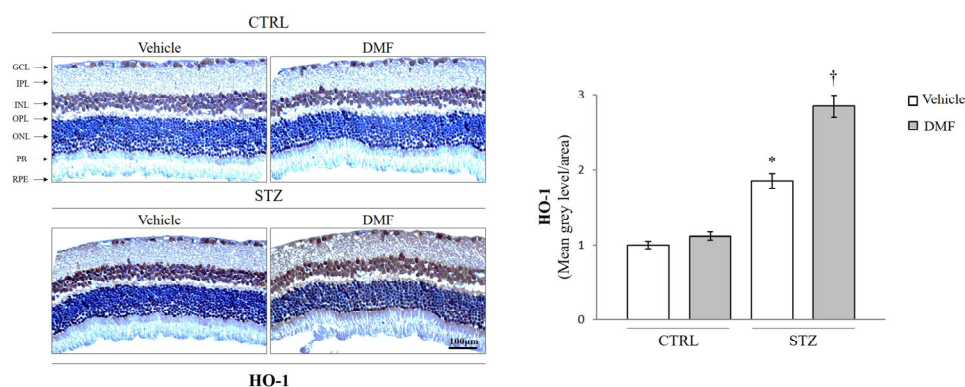 CTRL
Vehicle DMF
GCL
IPL
INL
OPL
ONL
PR
RPE
STZ
Vehicle DMF
100µm
HO-1
HO-1
(Mean grey level/area)
3
2
1
0
*
†
Vehicle
DMF
CTRL STZ